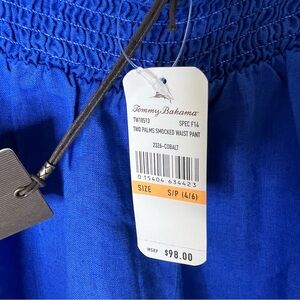 Tommy Bahama
TW18513 SPEC F14
TWO PALMS SMOCKED WAIST PANT
2326-COBALT
0 15404 634423
SIZE S/P (4/6)
MSRP $98.00